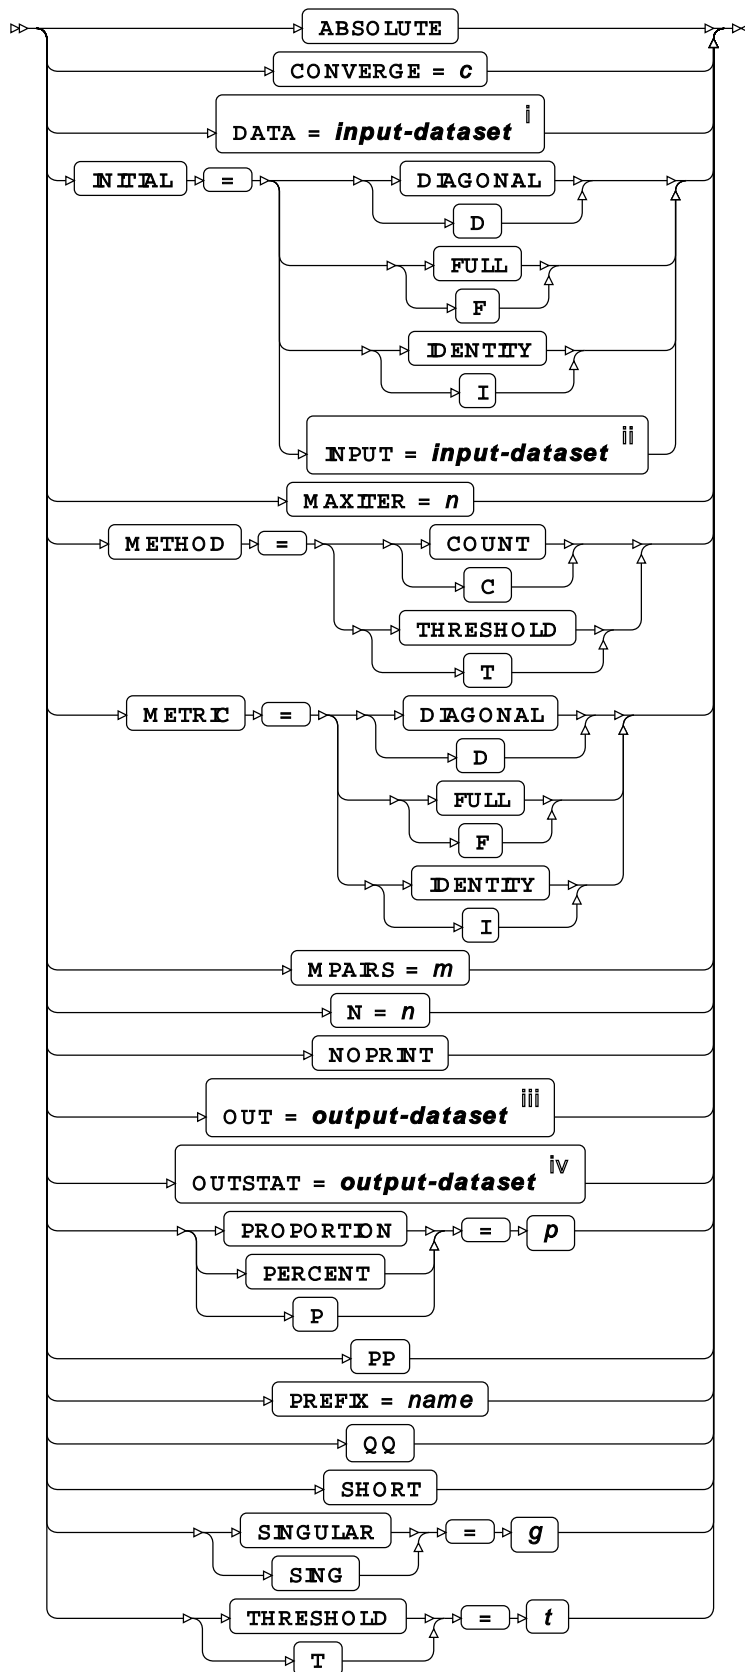 ABSOLUTE
CONVERGE = c
DATA = input-dataset i
INITIAL = DIAGONAL
D
FULL
F
IDENTITY
I
INPUT = input-dataset ii
MAXITER = n
METHOD = COUNT
C
THRESHOLD
T
METRIC = DIAGONAL
D
FULL
F
IDENTITY
I
MPAIRS = m
N = n
NOPRINT
OUT = output-dataset iii
OUTSTAT = output-dataset iv
PROPORTION = p
PERCENT
P
PP
PREFIX = name
QQ
SHORT
SINGULAR = g
SING
THRESHOLD = t
T